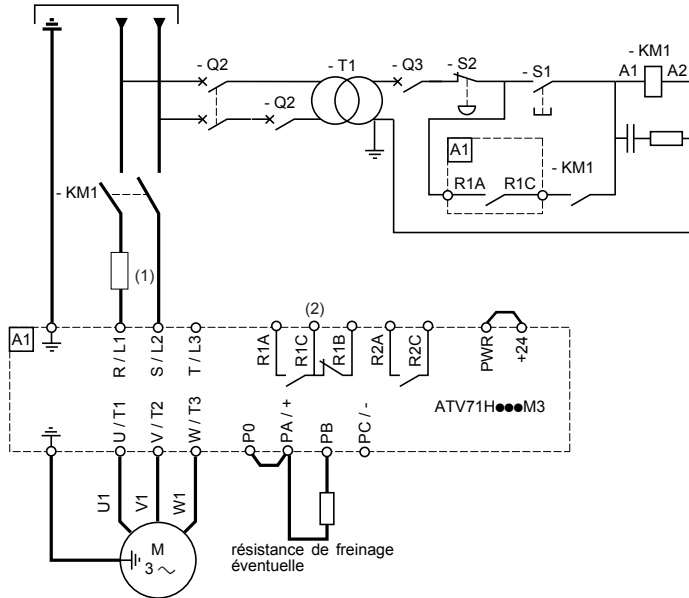 - Q2
- T1
- Q3
- S2
- S1
- KM1
A1 A2
- Q2
A1
- KM1
R1A R1C
- KM1
(1)
(2)
A1
R / L1
S / L2
T / L3
R1A
R1C
R1B
R2A
R2C
PWR
+24
ATV71H●●●M3
U / T1
V / T2
W / T3
P0
PA / +
PB
PC / -
U1
V1
W1
M
3 ~
résistance de freinage
éventuelle